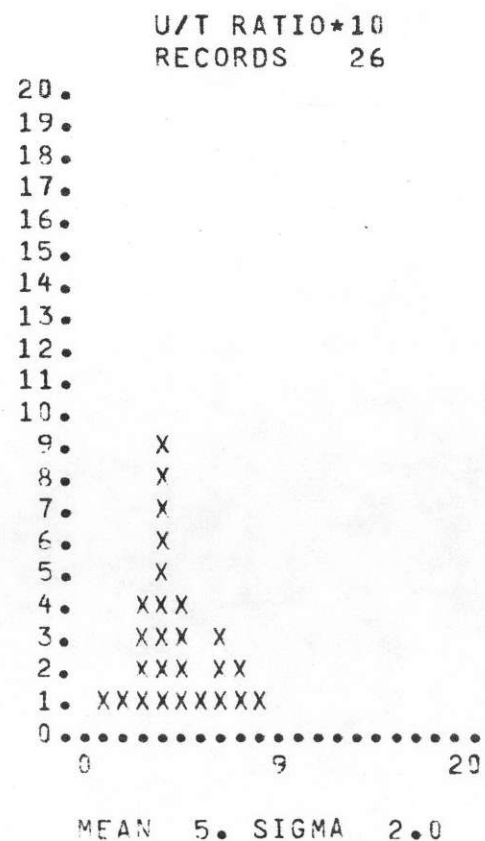 U/T RATIO*10
RECORDS 26
20.
19.
18.
17.
16.
15.
14.
13.
12.
11.
10.
9. X
8. X
7. X
6. X
5. X
4. XXX
3. XXX X
2. XXX XX
1. XXXXXXXXX
0.....................
0 9 20
MEAN 5. SIGMA 2.0